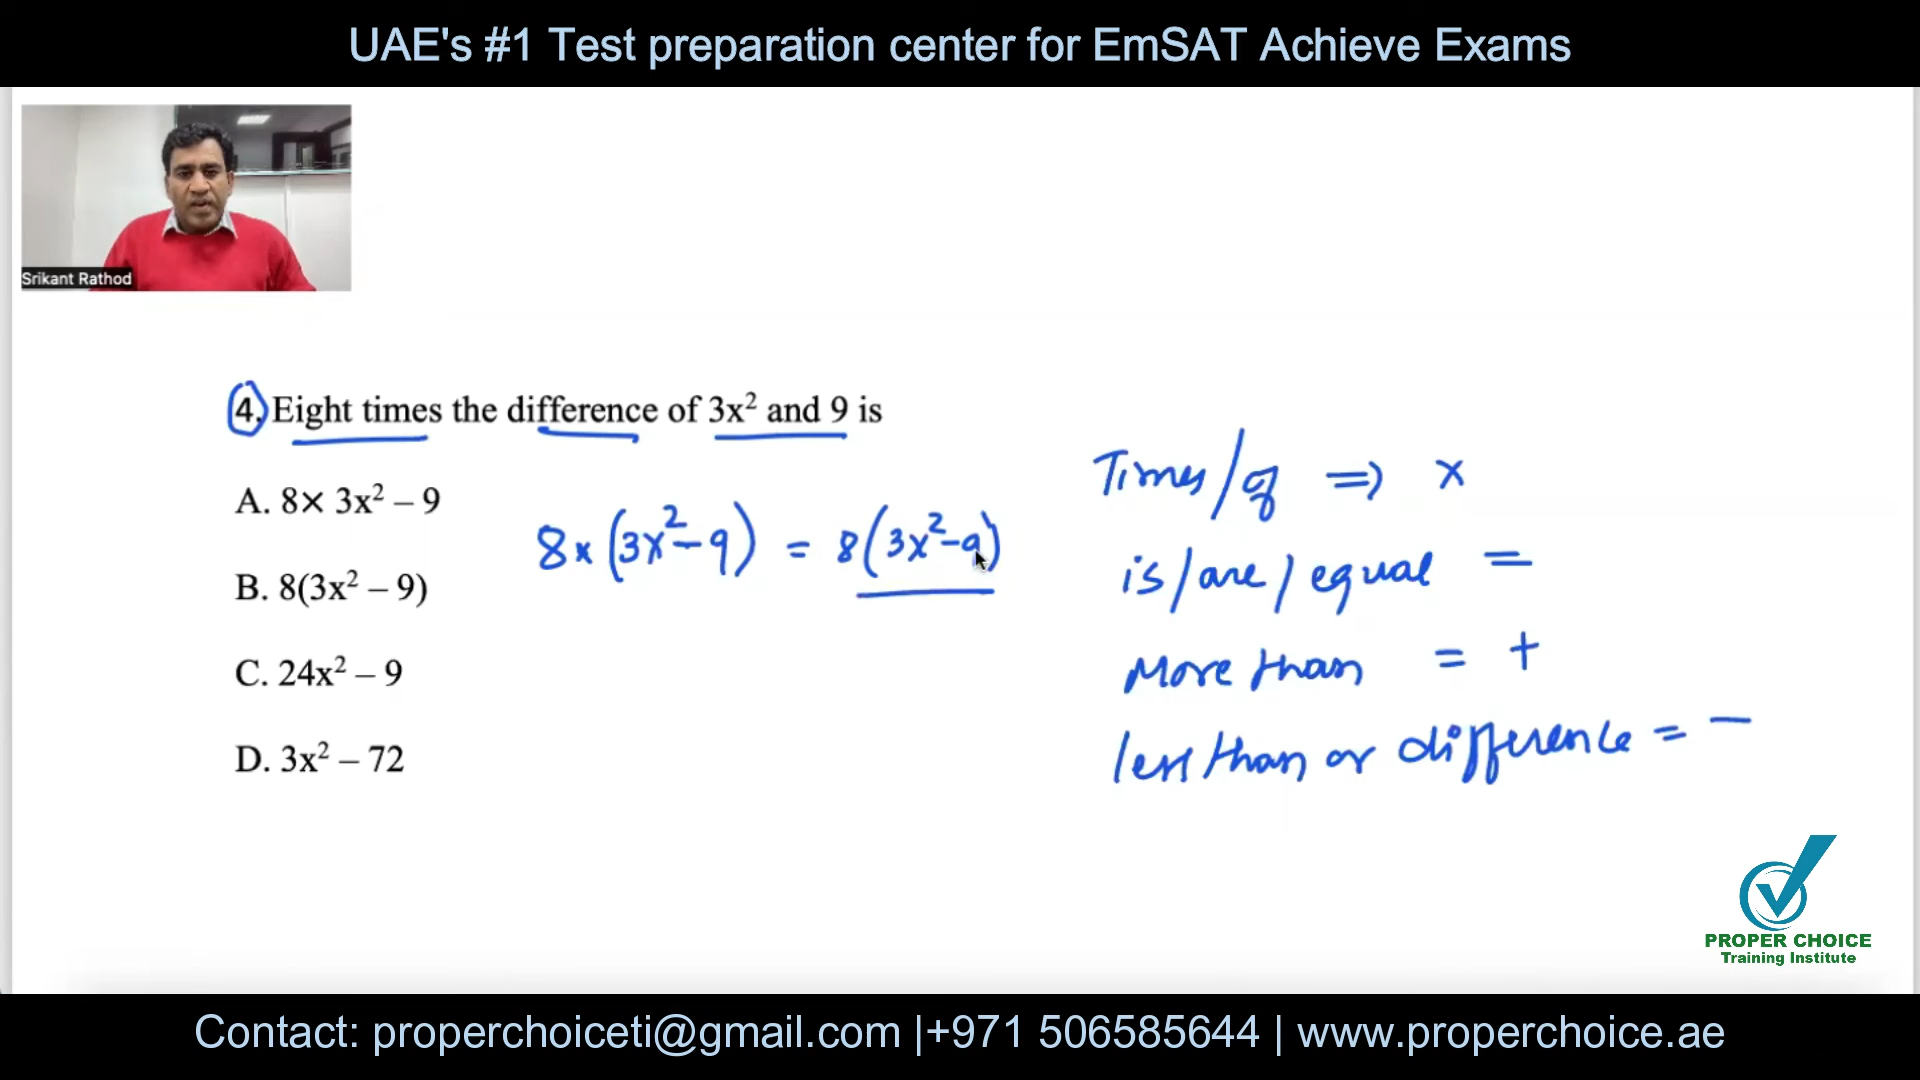 UAE's #1 Test preparation center for EmSAT Achieve Exams
Srikant Rathod
4. Eight times the difference of 3x² and 9 is
A. 8× 3x² – 9
B. 8(3x² – 9)
C. 24x² – 9
D. 3x² – 72
8×(3x²-9) = 8(3x²-9)
Times/of ⇒ ×
is/are/equal =
More than = +
less than or difference = −
PROPER CHOICE
Training Institute
Contact: properchoiceti@gmail.com |+971 506585644 | www.properchoice.ae